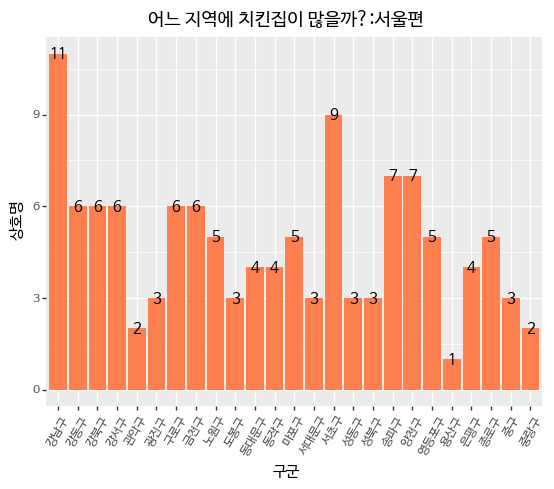 어느 지역에 치킨집이 많을까? :서울편
상호명
9
6
3
0
11
6
6
6
2
3
6
6
5
3
4
4
5
3
9
3
3
7
7
5
1
4
5
3
2
강남구
강동구
강북구
강서구
관악구
광진구
구로구
금천구
노원구
도봉구
동대문구
동작구
마포구
서대문구
서초구
성동구
성북구
송파구
양천구
영등포구
용산구
은평구
종로구
중구
중랑구
구군